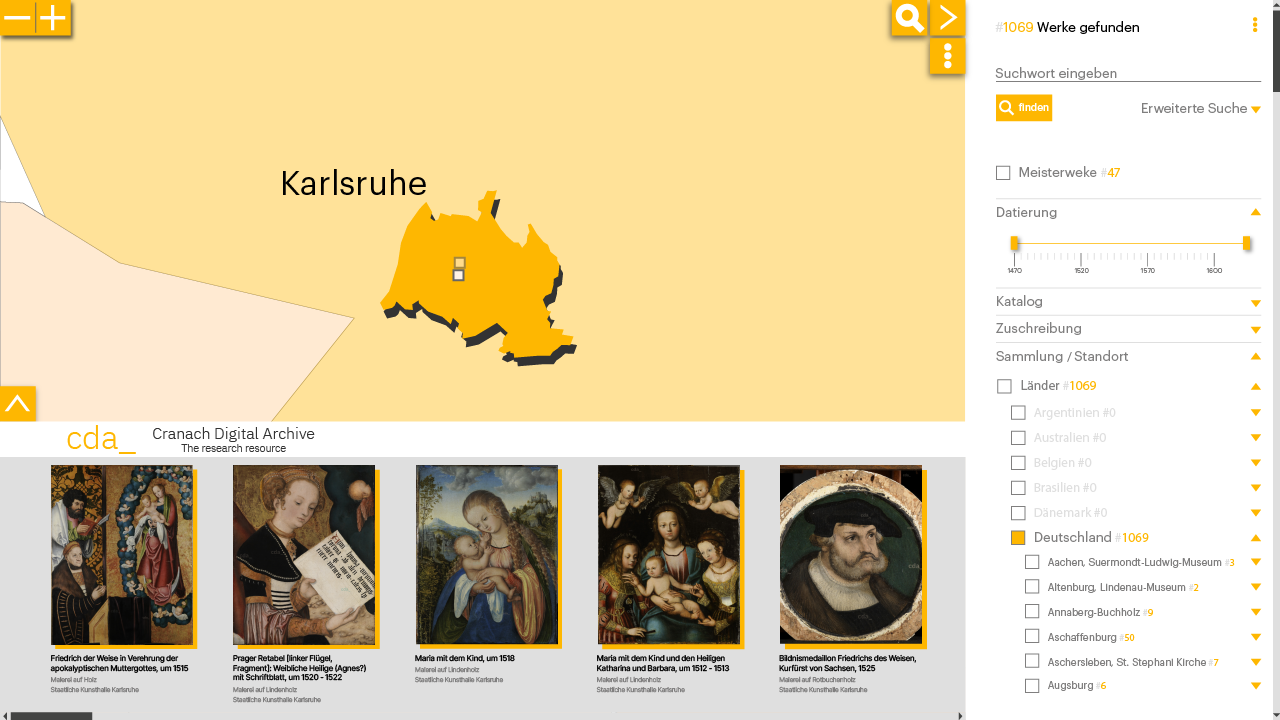 Karlsruhe
cda_
Cranach Digital Archive
The research resource
Friedrich der Weise in Verehrung der
apokalyptischen Muttergottes, um 1515
Malerei auf Holz
Staatliche Kunsthalle Karlsruhe
Prager Retabel [linker Flügel,
Fragment]: Weibliche Heilige (Agnes?)
mit Schriftblatt, um 1520 - 1522
Malerei auf Lindenholz
Staatliche Kunsthalle Karlsruhe
Maria mit dem Kind, um 1518
Malerei auf Lindenholz
Staatliche Kunsthalle Karlsruhe
Maria mit dem Kind und den Heiligen
Katharina und Barbara, um 1512 - 1513
Malerei auf Lindenholz
Staatliche Kunsthalle Karlsruhe
Bildnismedaillon Friedrichs des Weisen,
Kurfürst von Sachsen, 1525
Malerei auf Rotbuchenholz
Staatliche Kunsthalle Karlsruhe
#1069 Werke gefunden
Suchwort eingeben
finden
Erweiterte Suche
Meisterweke #47
Datierung
1470 1520 1570 1600
Katalog
Zuschreibung
Sammlung / Standort
Länder #1069
Argentinien #0
Australien #0
Belgien #0
Brasilien #0
Dänemark #0
Deutschland #1069
Aachen, Suermondt-Ludwig-Museum #3
Altenburg, Lindenau-Museum #2
Annaberg-Buchholz #9
Aschaffenburg #50
Aschersleben, St. Stephani Kirche #7
Augsburg #6